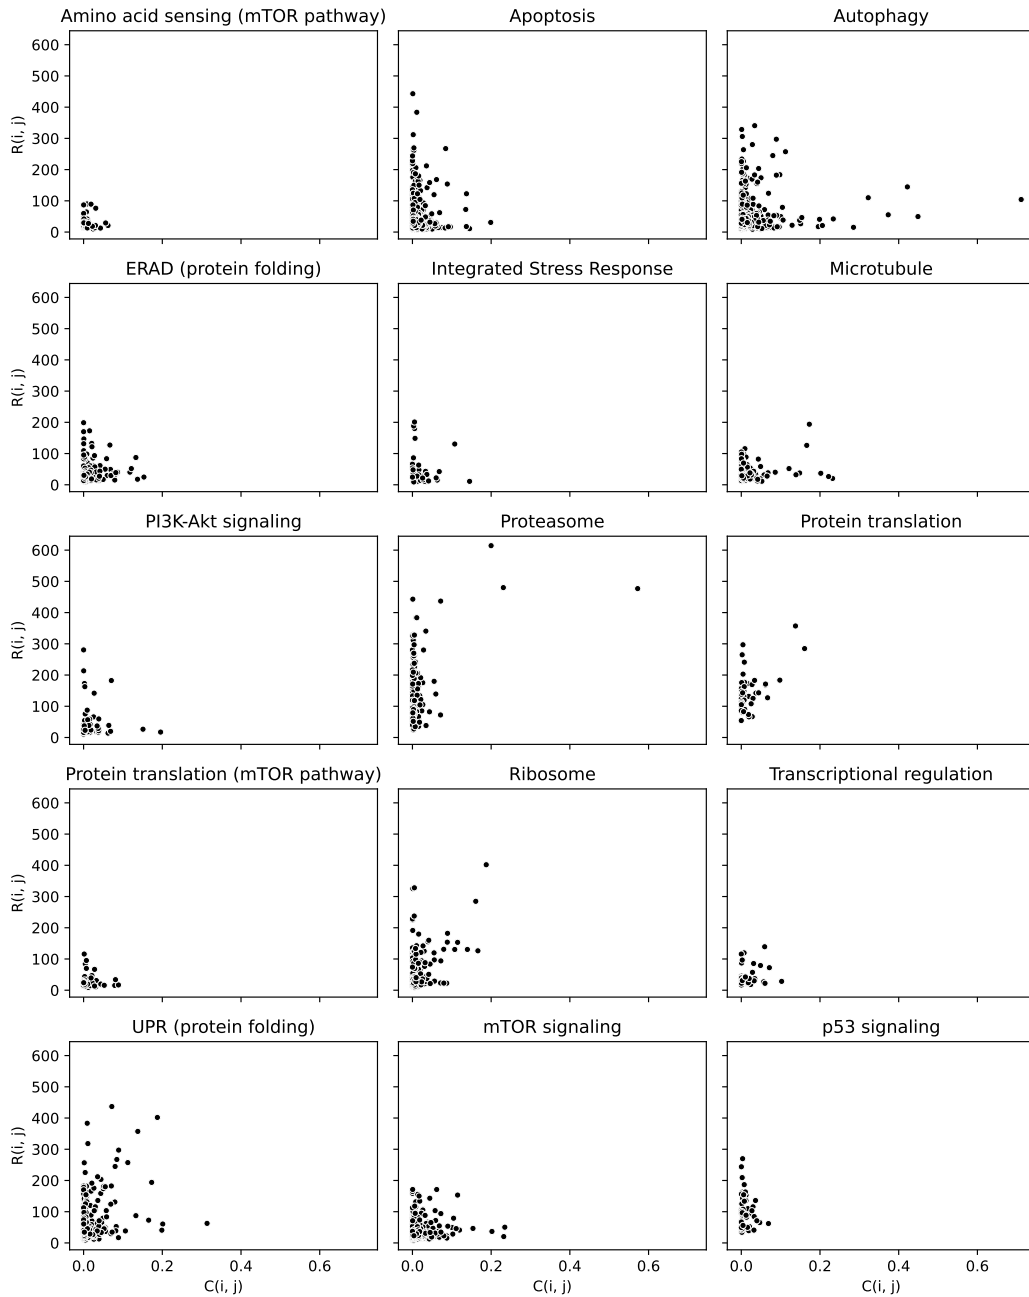 Amino acid sensing (mTOR pathway) Apoptosis Autophagy
600
500
400
300
200
100
0
R(i, j)
ERAD (protein folding) Integrated Stress Response Microtubule
600
500
400
300
200
100
0
R(i, j)
PI3K-Akt signaling Proteasome Protein translation
600
500
400
300
200
100
0
R(i, j)
Protein translation (mTOR pathway) Ribosome Transcriptional regulation
600
500
400
300
200
100
0
R(i, j)
UPR (protein folding) mTOR signaling p53 signaling
600
500
400
300
200
100
0
R(i, j)
0.0 0.2 0.4 0.6 0.0 0.2 0.4 0.6 0.0 0.2 0.4 0.6
C(i, j) C(i, j) C(i, j)